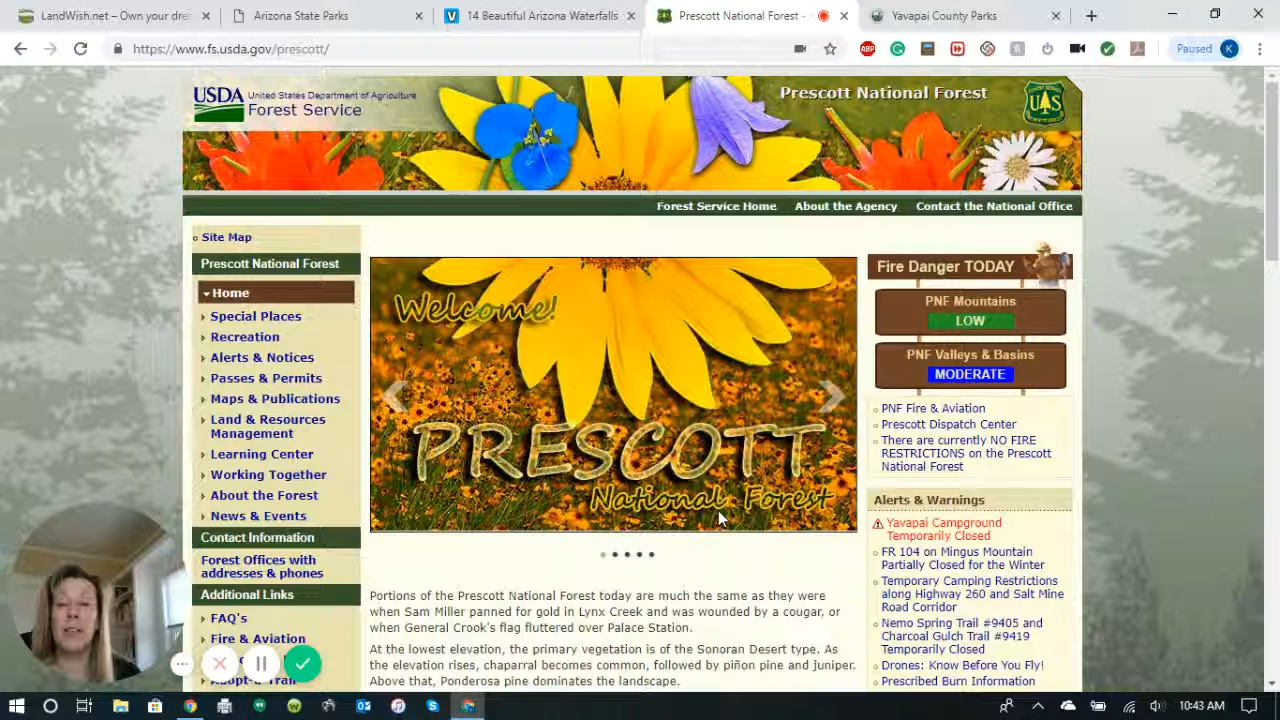 LandWish.net – Own your dre
Arizona State Parks
14 Beautiful Arizona Waterfalls
Prescott National Forest -
Yavapai County Parks
https://www.fs.usda.gov/prescott/
ABP
Paused
K
USDA
United States Department of Agriculture
Forest Service
Prescott National Forest
Forest Service Home
About the Agency
Contact the National Office
Site Map
Prescott National Forest
Home
Special Places
Recreation
Alerts & Notices
Passes & Permits
Maps & Publications
Land & Resources
Management
Learning Center
Working Together
About the Forest
News & Events
Contact Information
Forest Offices with
addresses & phones
Additional Links
FAQ's
Fire & Aviation
Adopt-a-Trail
Welcome!
PRESCOTT
National Forest
Portions of the Prescott National Forest today are much the same as they were
when Sam Miller panned for gold in Lynx Creek and was wounded by a cougar, or
when General Crook's flag fluttered over Palace Station.
At the lowest elevation, the primary vegetation is of the Sonoran Desert type. As
the elevation rises, chaparral becomes common, followed by piñon pine and juniper.
Above that, Ponderosa pine dominates the landscape.
Fire Danger TODAY
PNF Mountains
LOW
PNF Valleys & Basins
MODERATE
PNF Fire & Aviation
Prescott Dispatch Center
There are currently NO FIRE
RESTRICTIONS on the Prescott
National Forest
Alerts & Warnings
Yavapai Campground
Temporarily Closed
FR 104 on Mingus Mountain
Partially Closed for the Winter
Temporary Camping Restrictions
along Highway 260 and Salt Mine
Road Corridor
Nemo Spring Trail #9405 and
Charcoal Gulch Trail #9419
Temporarily Closed
Drones: Know Before You Fly!
Prescribed Burn Information
10:43 AM